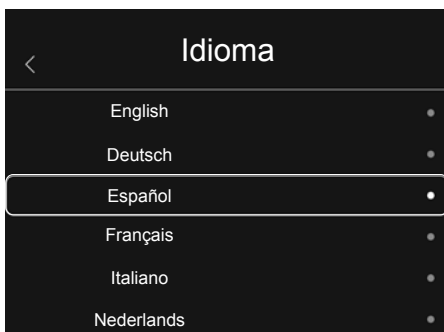 Idioma
English
Deutsch
Español
Français
Italiano
Nederlands